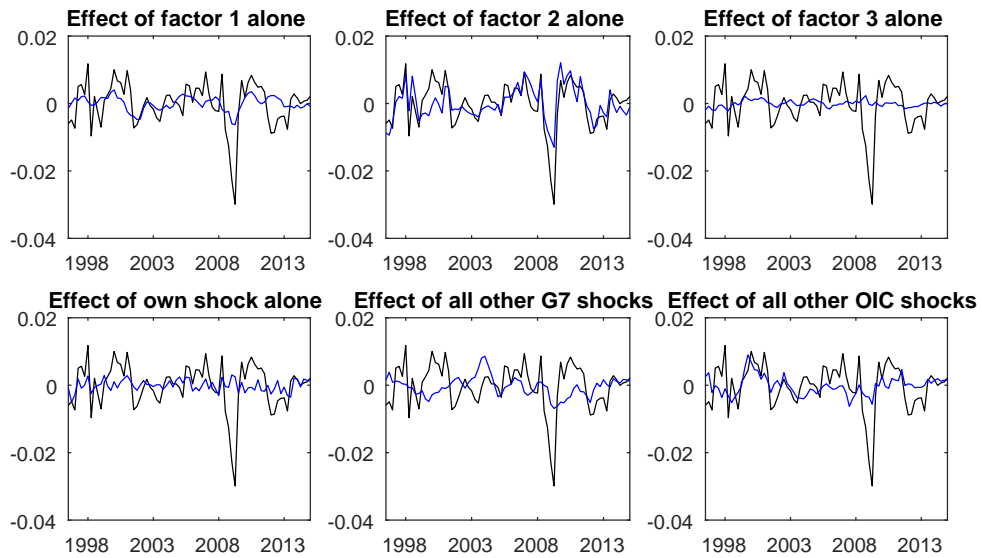 Effect of factor 1 alone
Effect of factor 2 alone
Effect of factor 3 alone
0.02
0
-0.02
-0.04
1998 2003 2008 2013
0.02
0
-0.02
-0.04
1998 2003 2008 2013
0.02
0
-0.02
-0.04
1998 2003 2008 2013
Effect of own shock alone
Effect of all other G7 shocks
Effect of all other OIC shocks
0.02
0
-0.02
-0.04
1998 2003 2008 2013
0.02
0
-0.02
-0.04
1998 2003 2008 2013
0.02
0
-0.02
-0.04
1998 2003 2008 2013